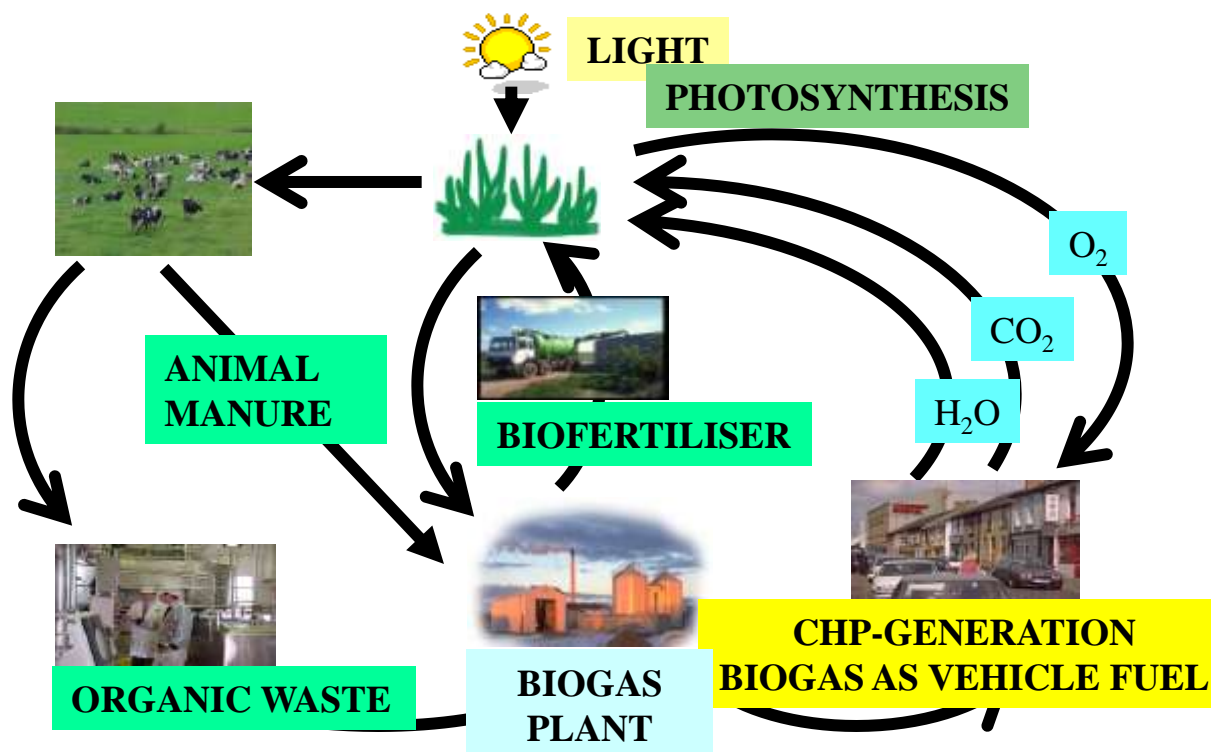 LIGHT
PHOTOSYNTHESIS
O₂
CO₂
H₂O
ANIMAL
MANURE
BIOFERTILISER
ORGANIC WASTE
BIOGAS
PLANT
CHP-GENERATION
BIOGAS AS VEHICLE FUEL